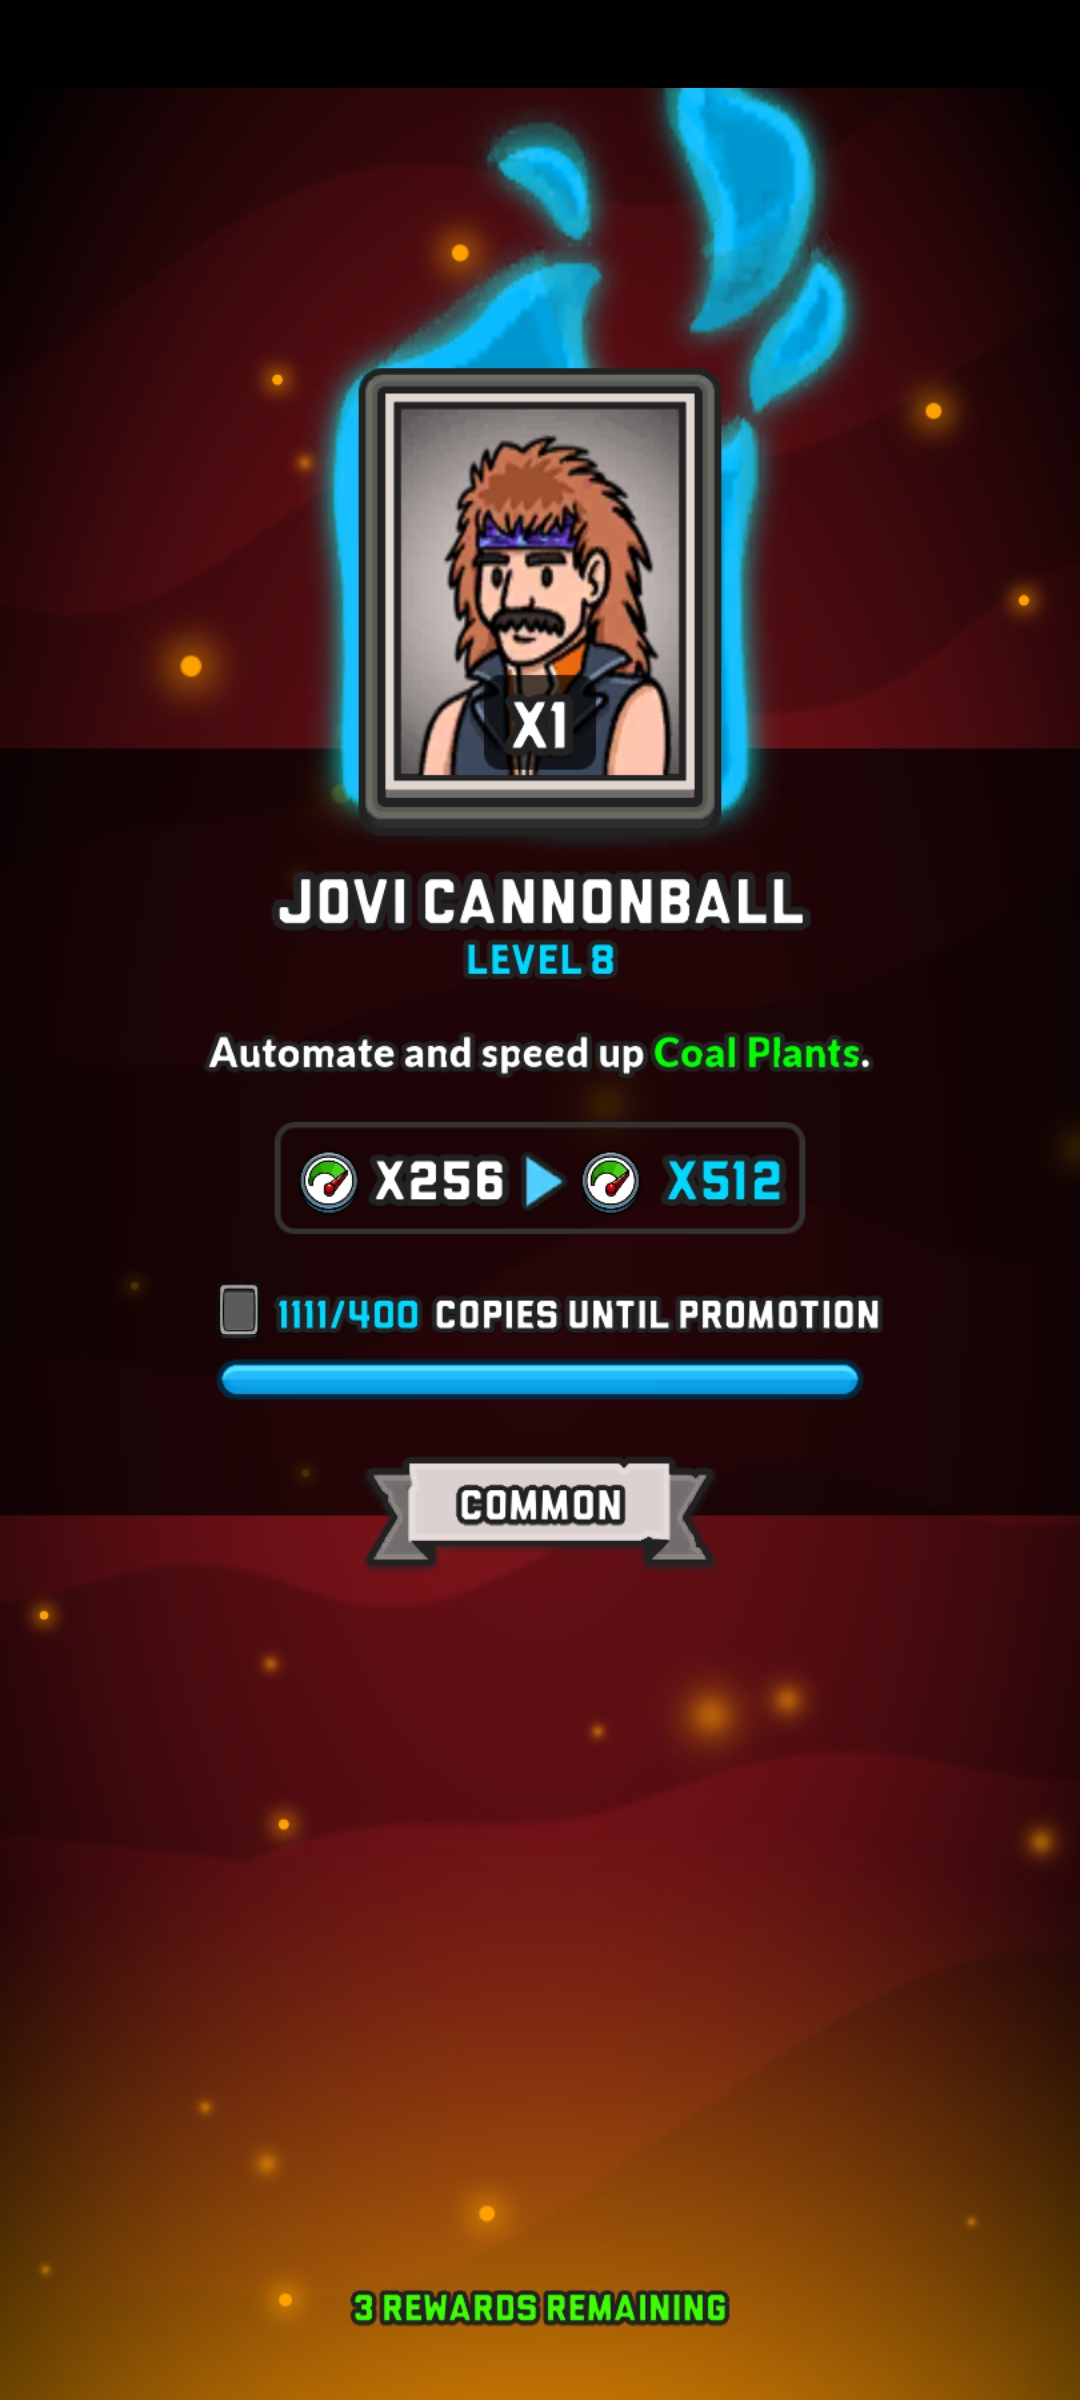 X1
JOVI CANNONBALL
LEVEL 8
Automate and speed up Coal Plants.
X256 X512
1111/400 COPIES UNTIL PROMOTION
COMMON
3 REWARDS REMAINING